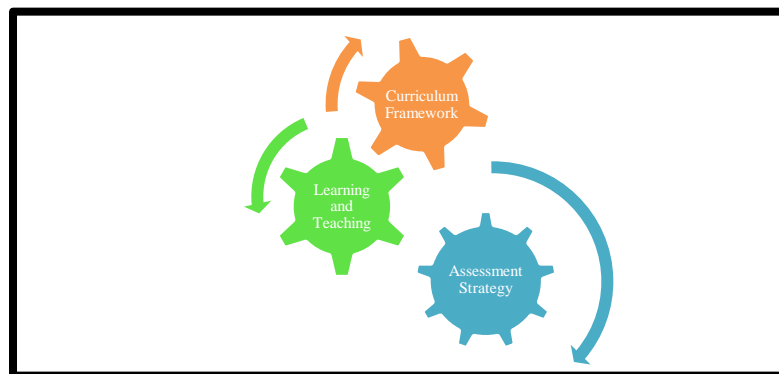 Curriculum
Framework
Learning
and
Teaching
Assessment
Strategy